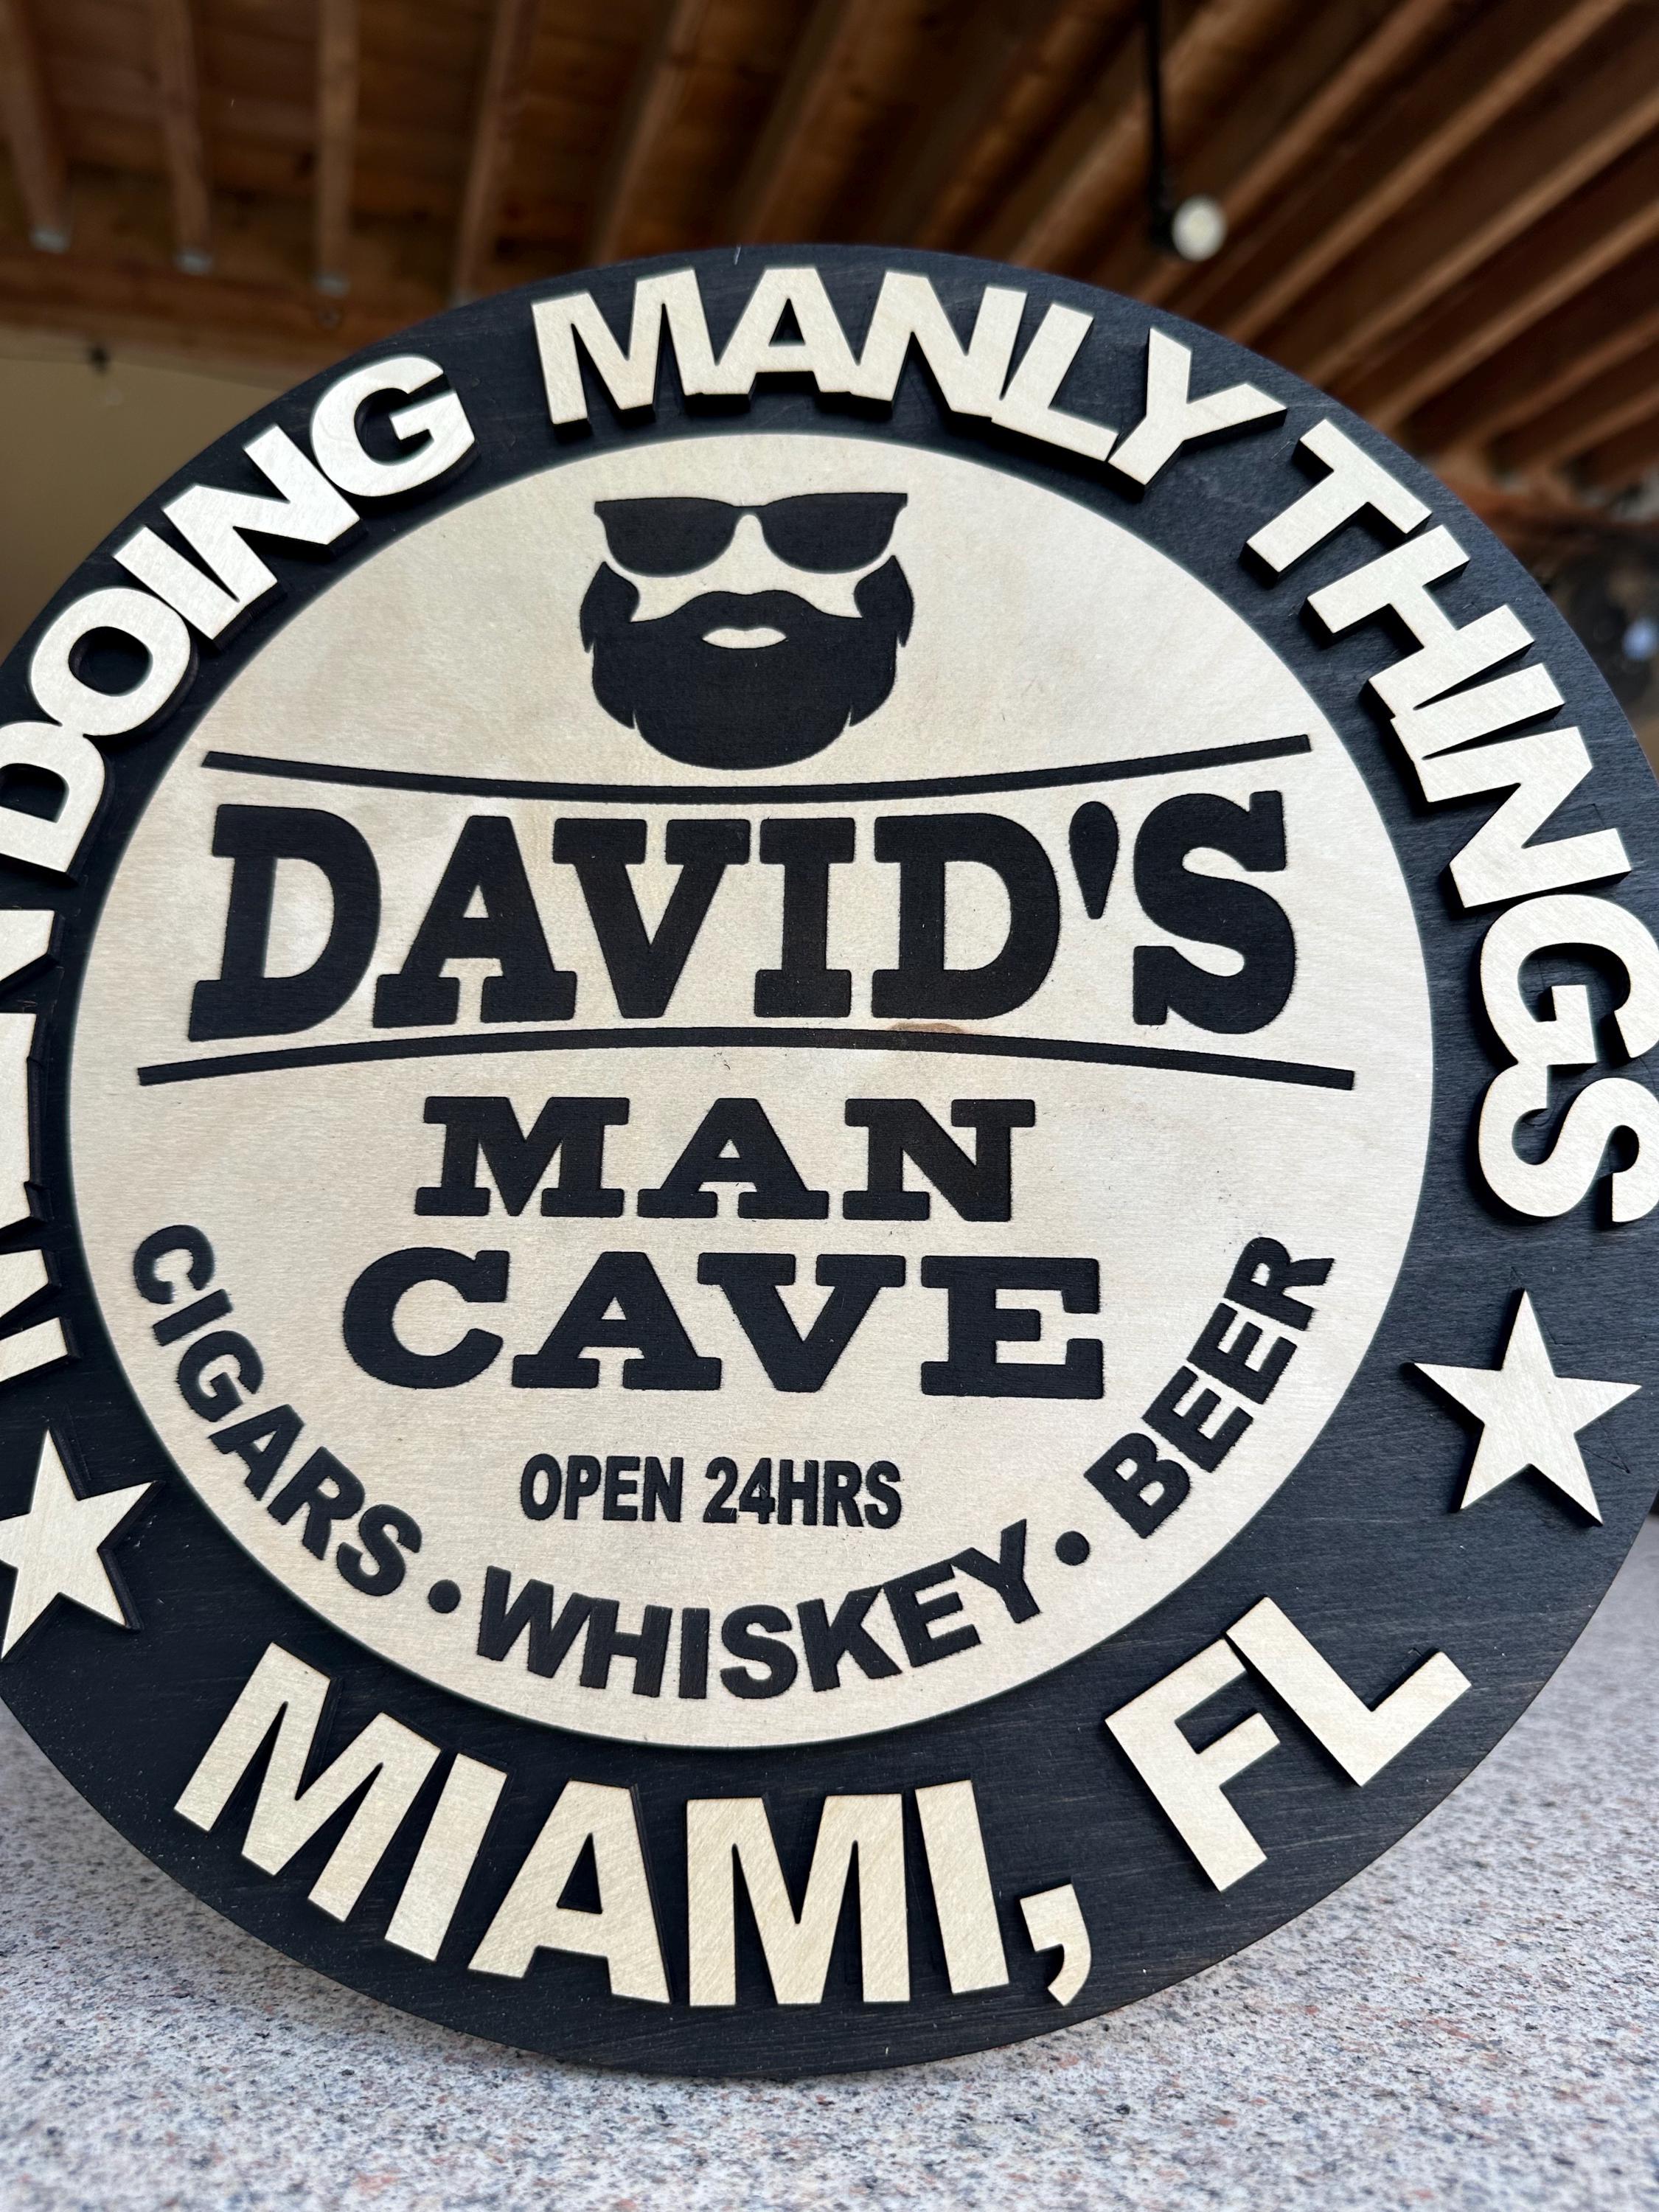 DOING MANLY THINGS
DAVID'S
MAN
CAVE
OPEN 24HRS
CIGARS • WHISKEY • BEER
MIAMI, FL